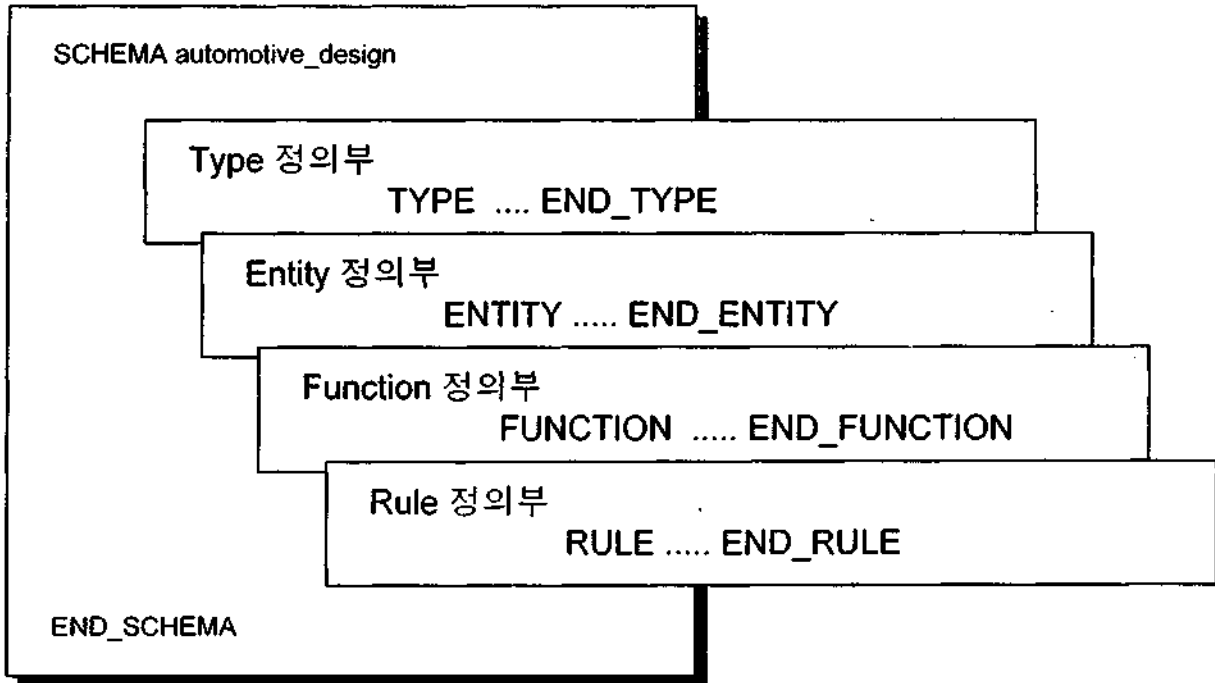 SCHEMA automotive_design
Type 정의부
TYPE .... END_TYPE
Entity 정의부
ENTITY ..... END_ENTITY
Function 정의부
FUNCTION ..... END_FUNCTION
Rule 정의부
RULE ..... END_RULE
END_SCHEMA